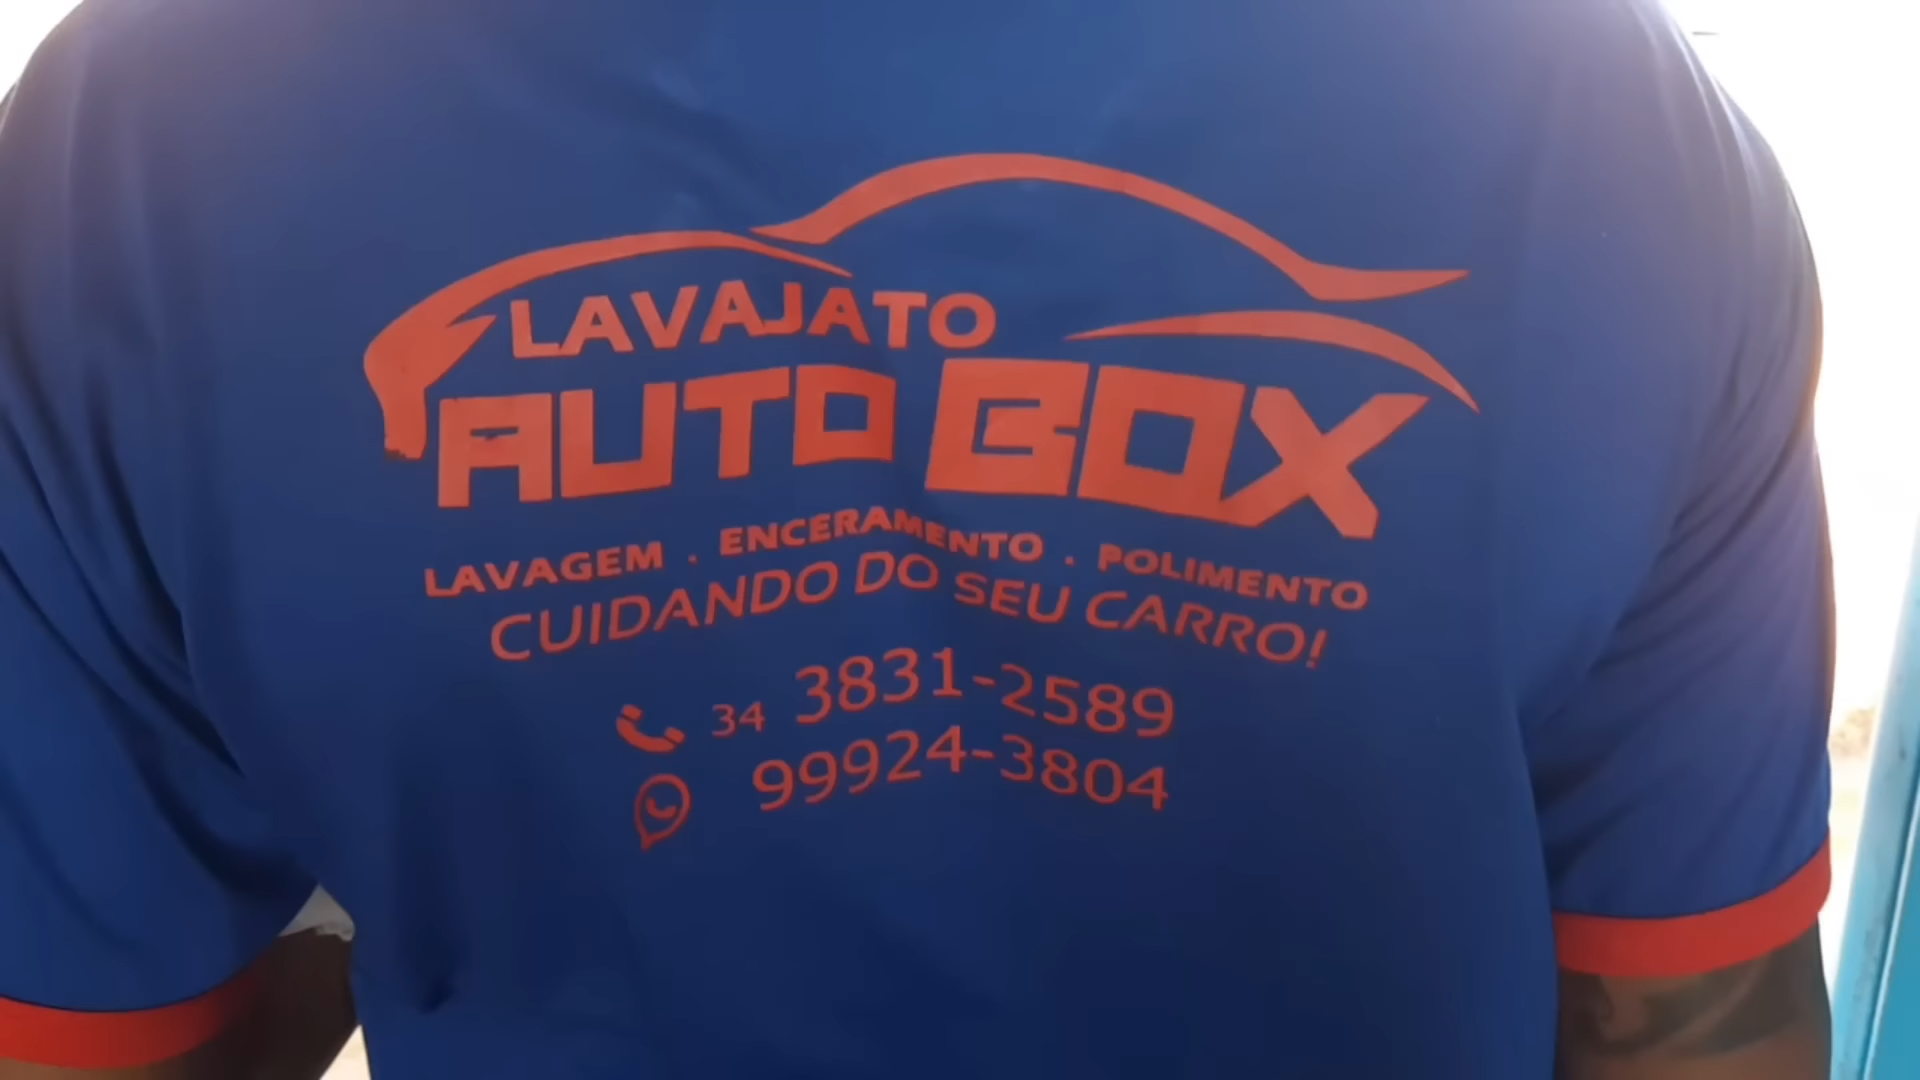 LAVAJATO
AUTO BOX
LAVAGEM . ENCERAMENTO . POLIMENTO
CUIDANDO DO SEU CARRO!
34 3831-2589
99924-3804